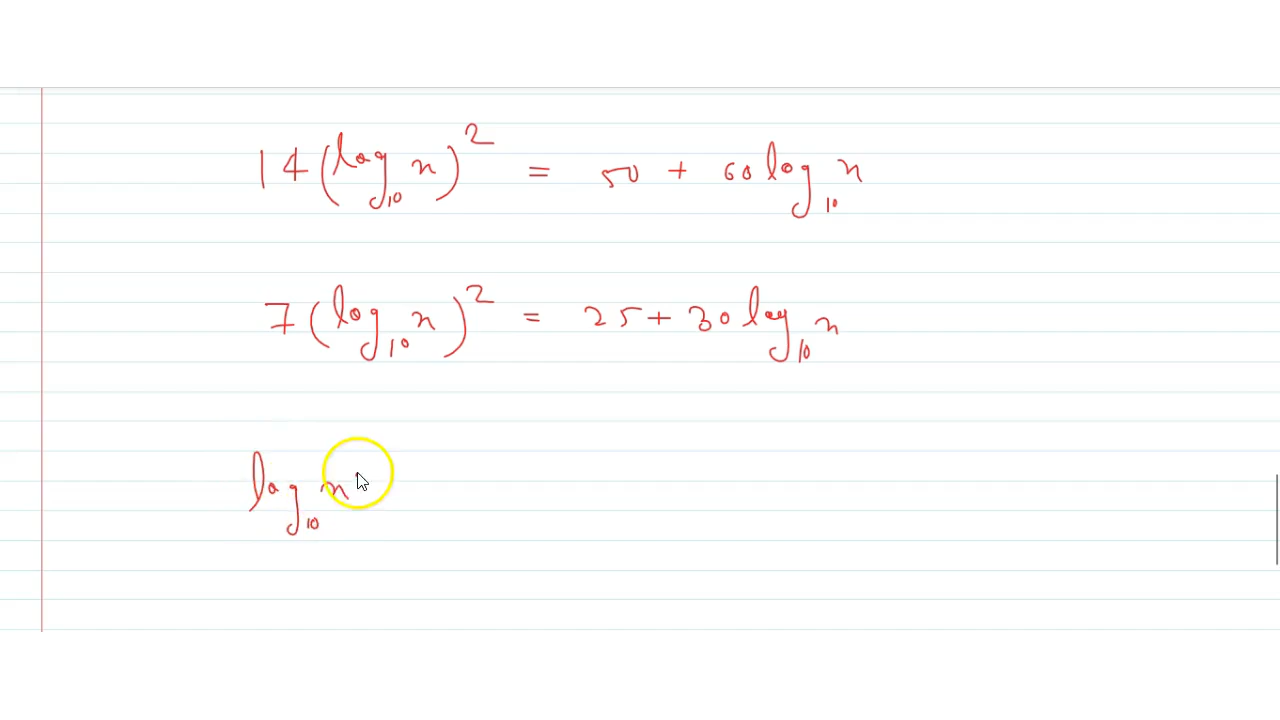 14(log₁₀ x)² = 50 + 60 log₁₀ x
7(log₁₀ x)² = 25 + 30 log₁₀ x
log₁₀ x